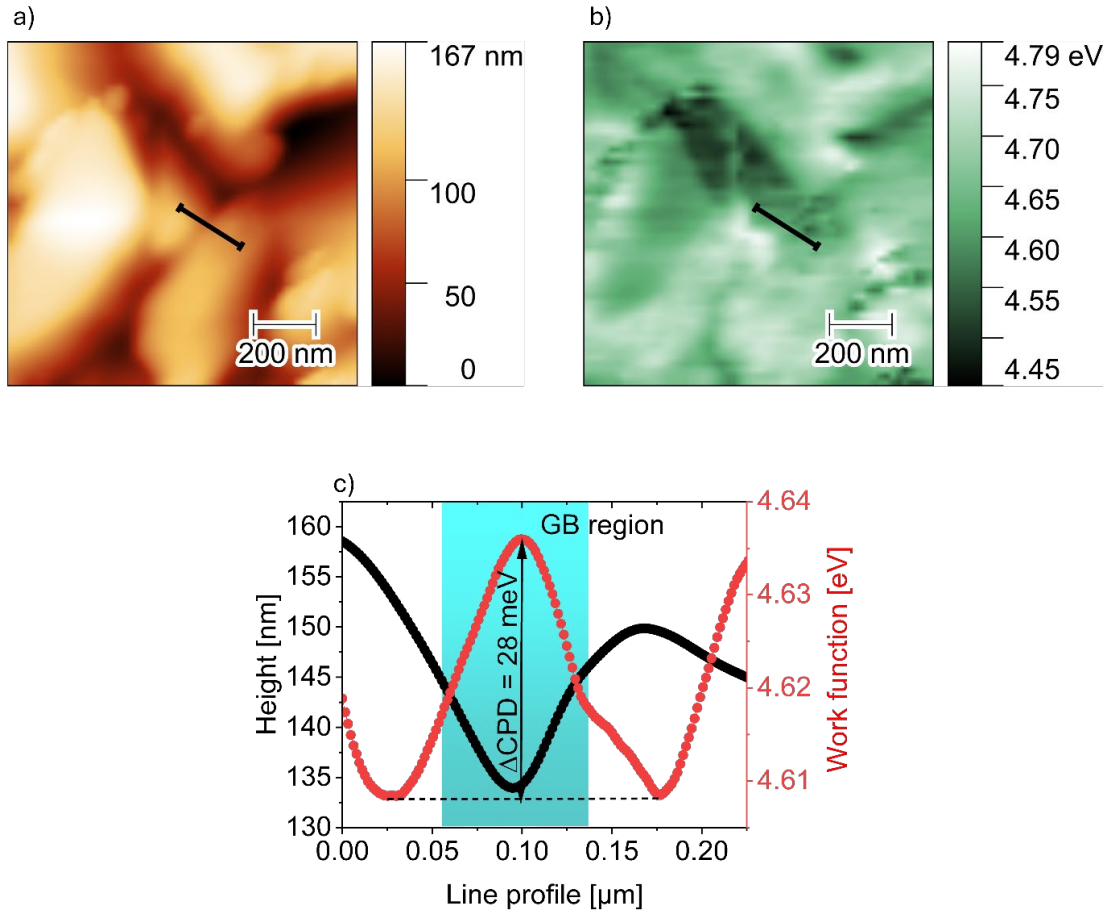 a)
167 nm
100
50
0
200 nm
b)
4.79 eV
4.75
4.70
4.65
4.60
4.55
4.50
4.45
200 nm
c)
GB region
ΔCPD = 28 meV
Height [nm]
160
155
150
145
140
135
130
Work function [eV]
4.64
4.63
4.62
4.61
0.00 0.05 0.10 0.15 0.20
Line profile [µm]